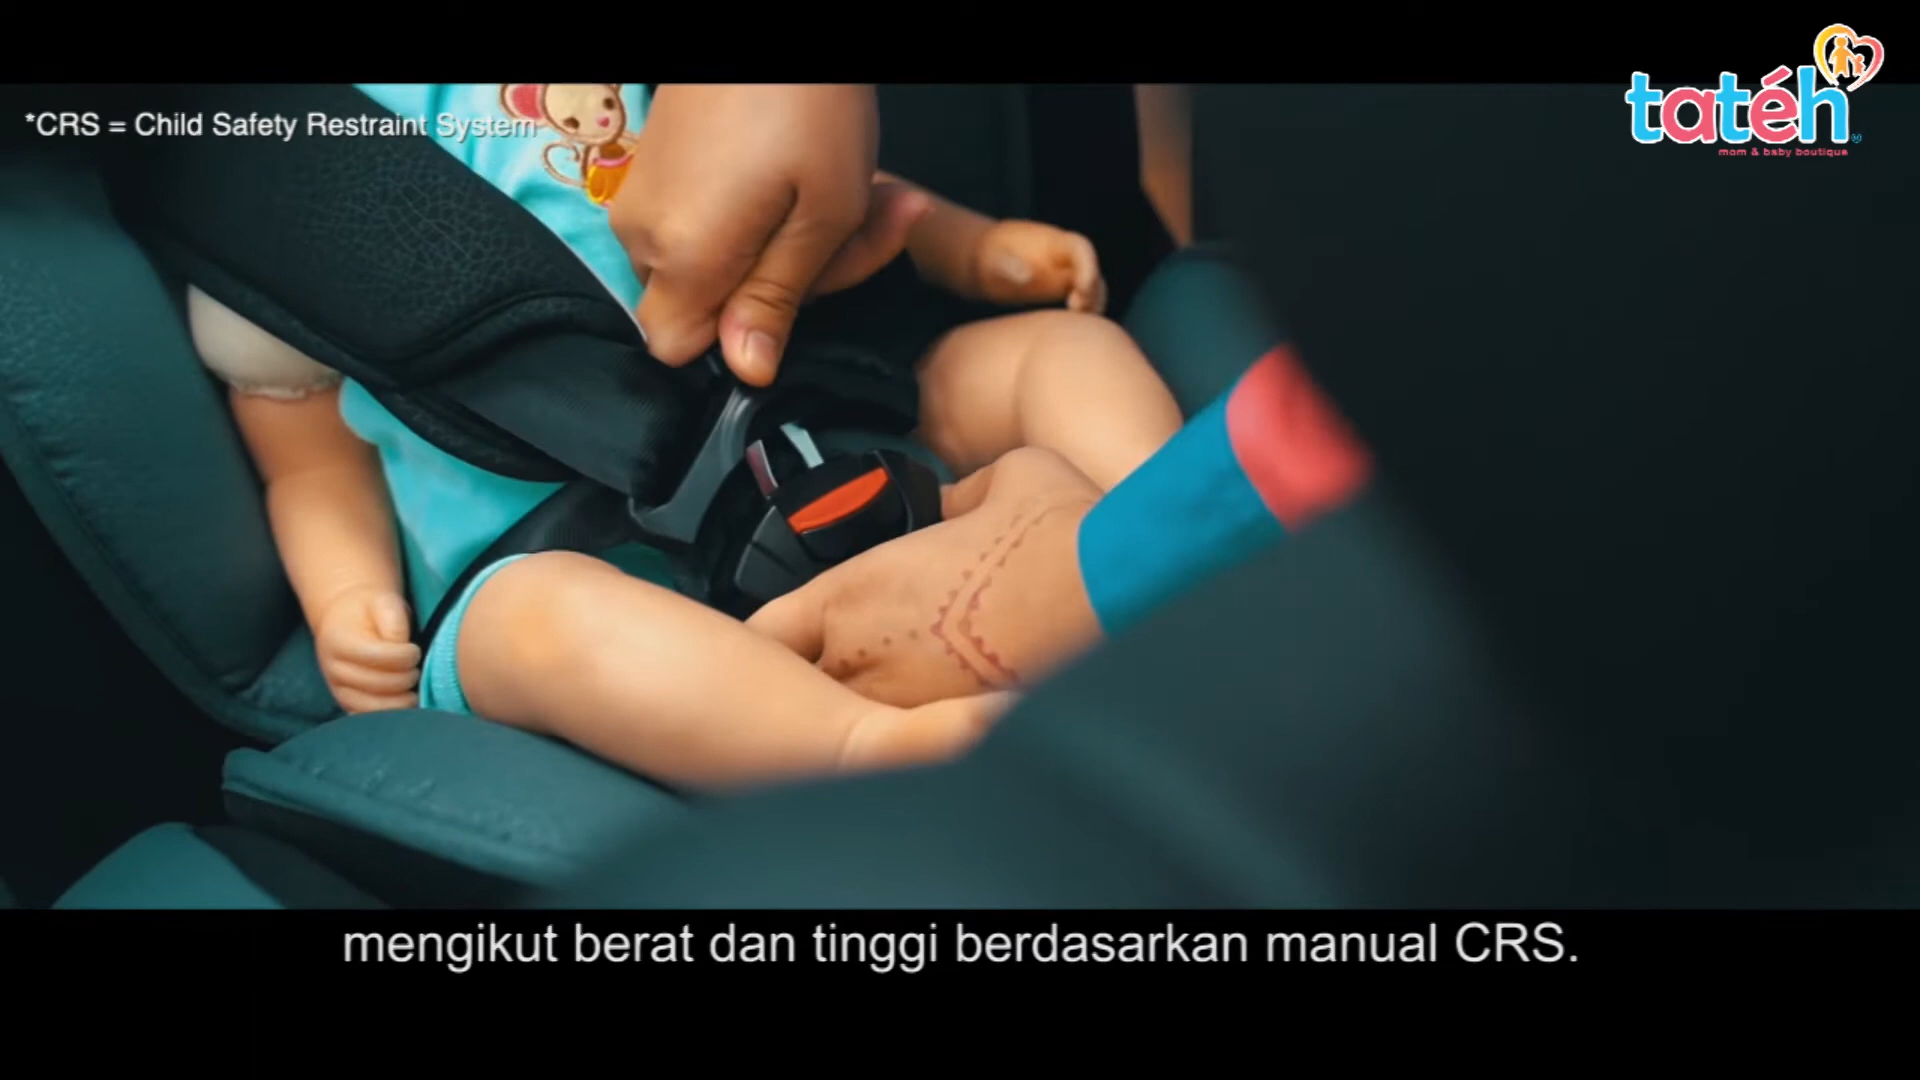 *CRS = Child Safety Restraint System
tatéh
mom & baby boutique
mengikut berat dan tinggi berdasarkan manual CRS.